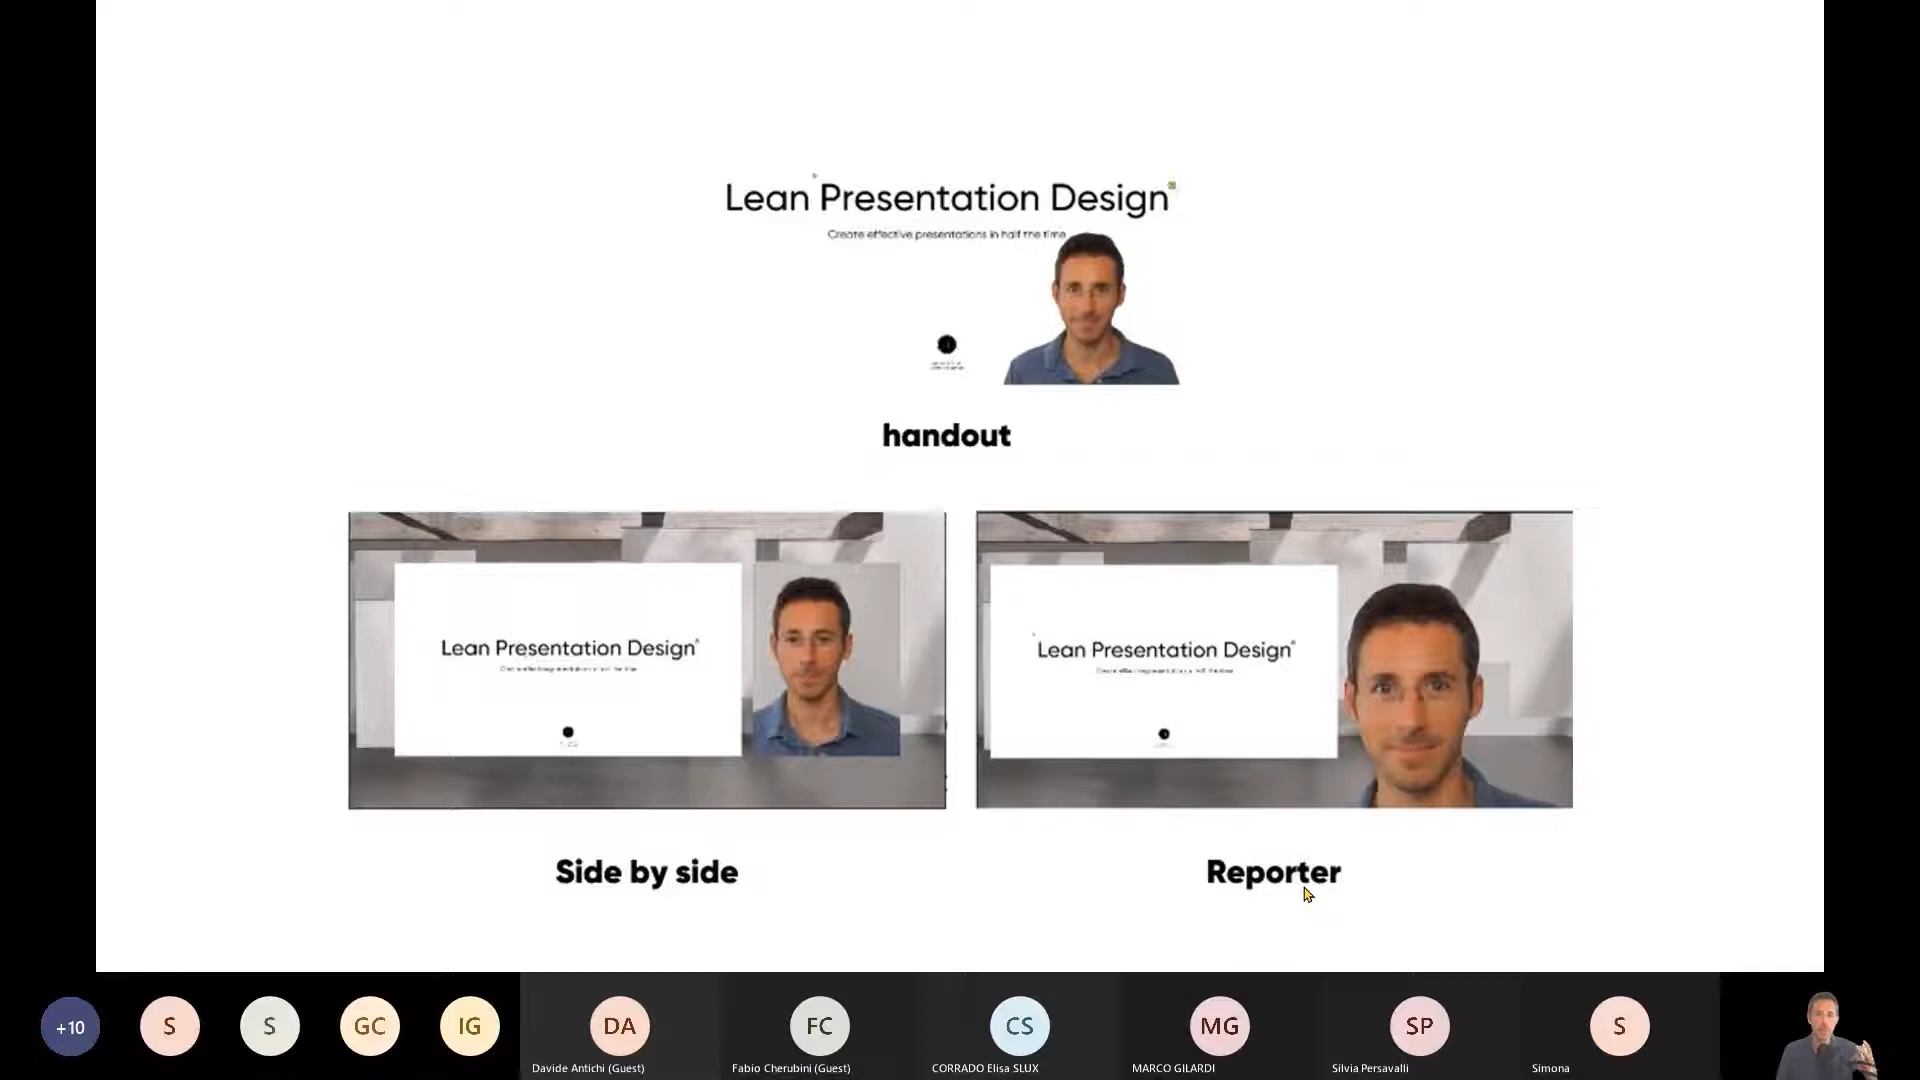 Lean Presentation Design
Create effective presentations in half the time
handout
Lean Presentation Design
Lean Presentation Design
Side by side
Reporter
+10
S
S
GC
IG
DA
FC
CS
MG
SP
S
Davide Antichi (Guest)
Fabio Cherubini (Guest)
CORRADO Elisa SLUX
MARCO GILARDI
Silvia Persavalli
Simona